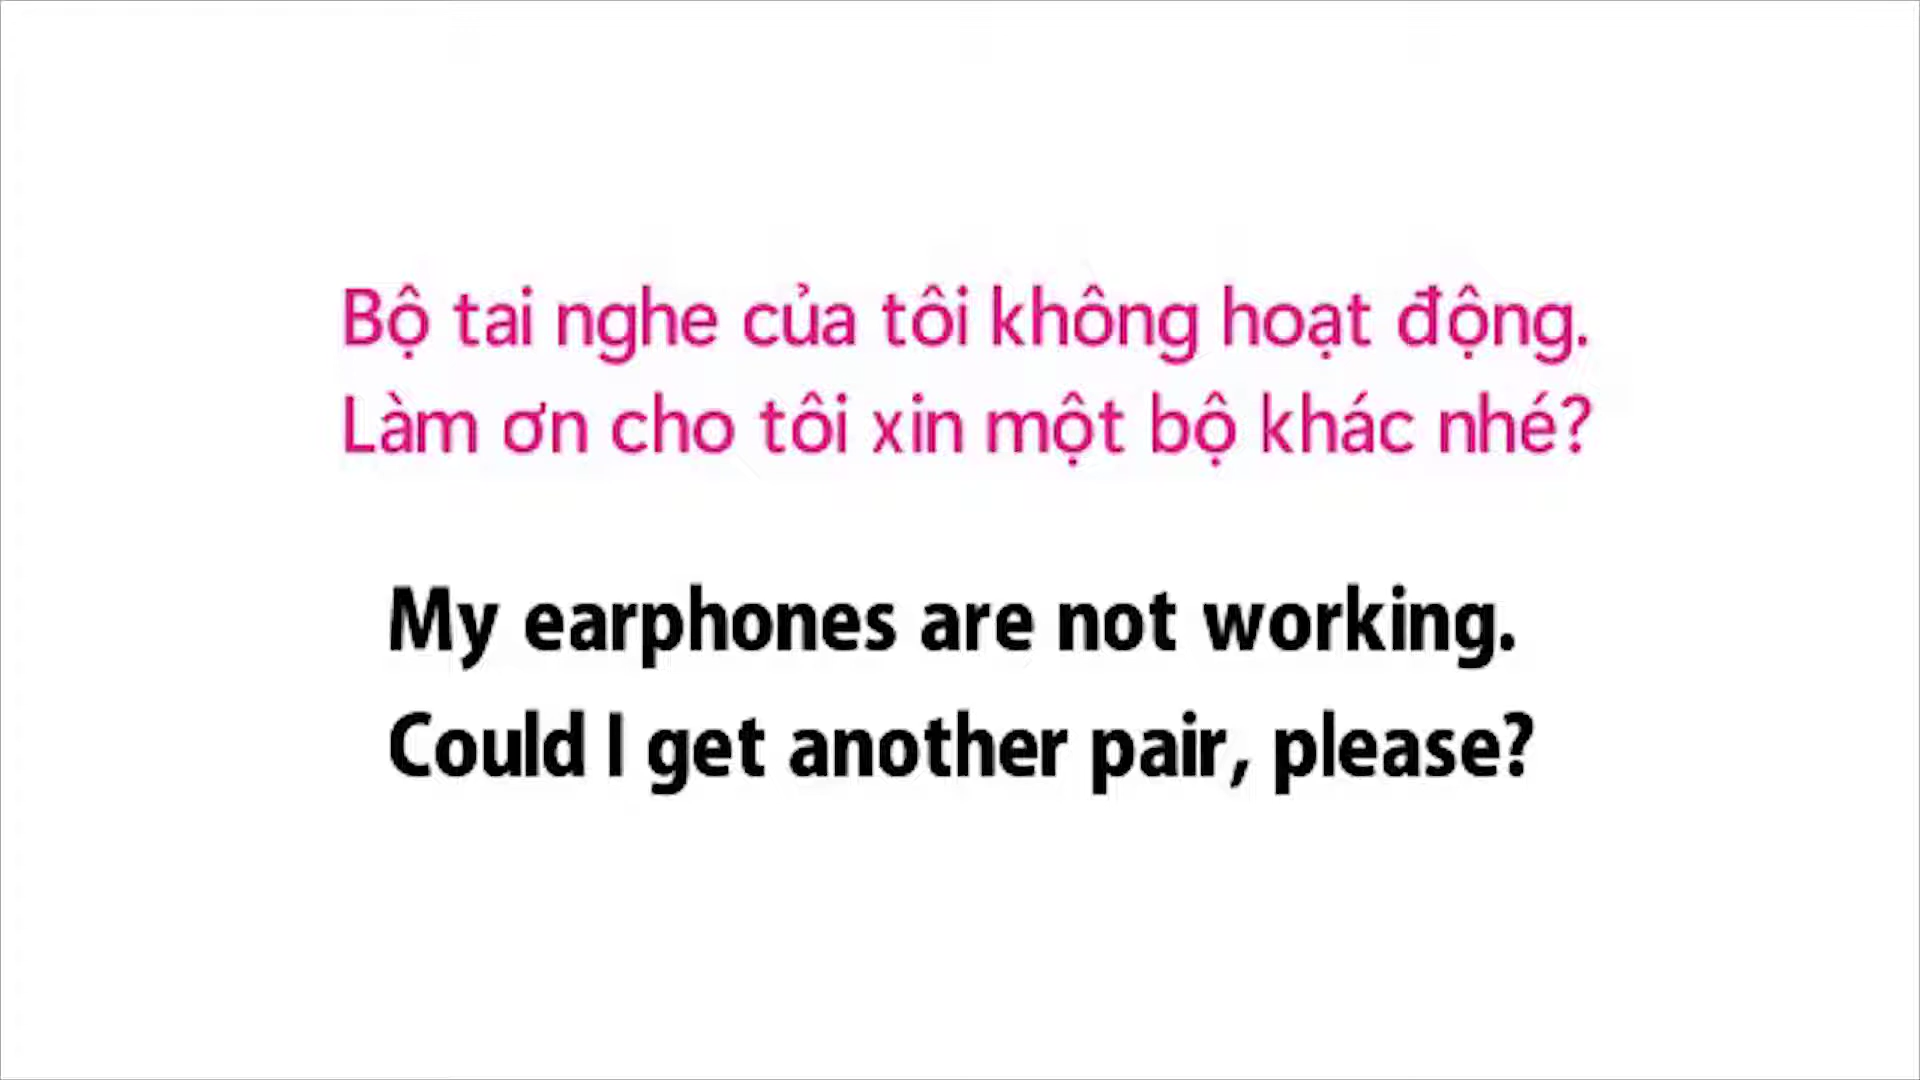 Bộ tai nghe của tôi không hoạt động.
Làm ơn cho tôi xin một bộ khác nhé?
My earphones are not working.
Could I get another pair, please?